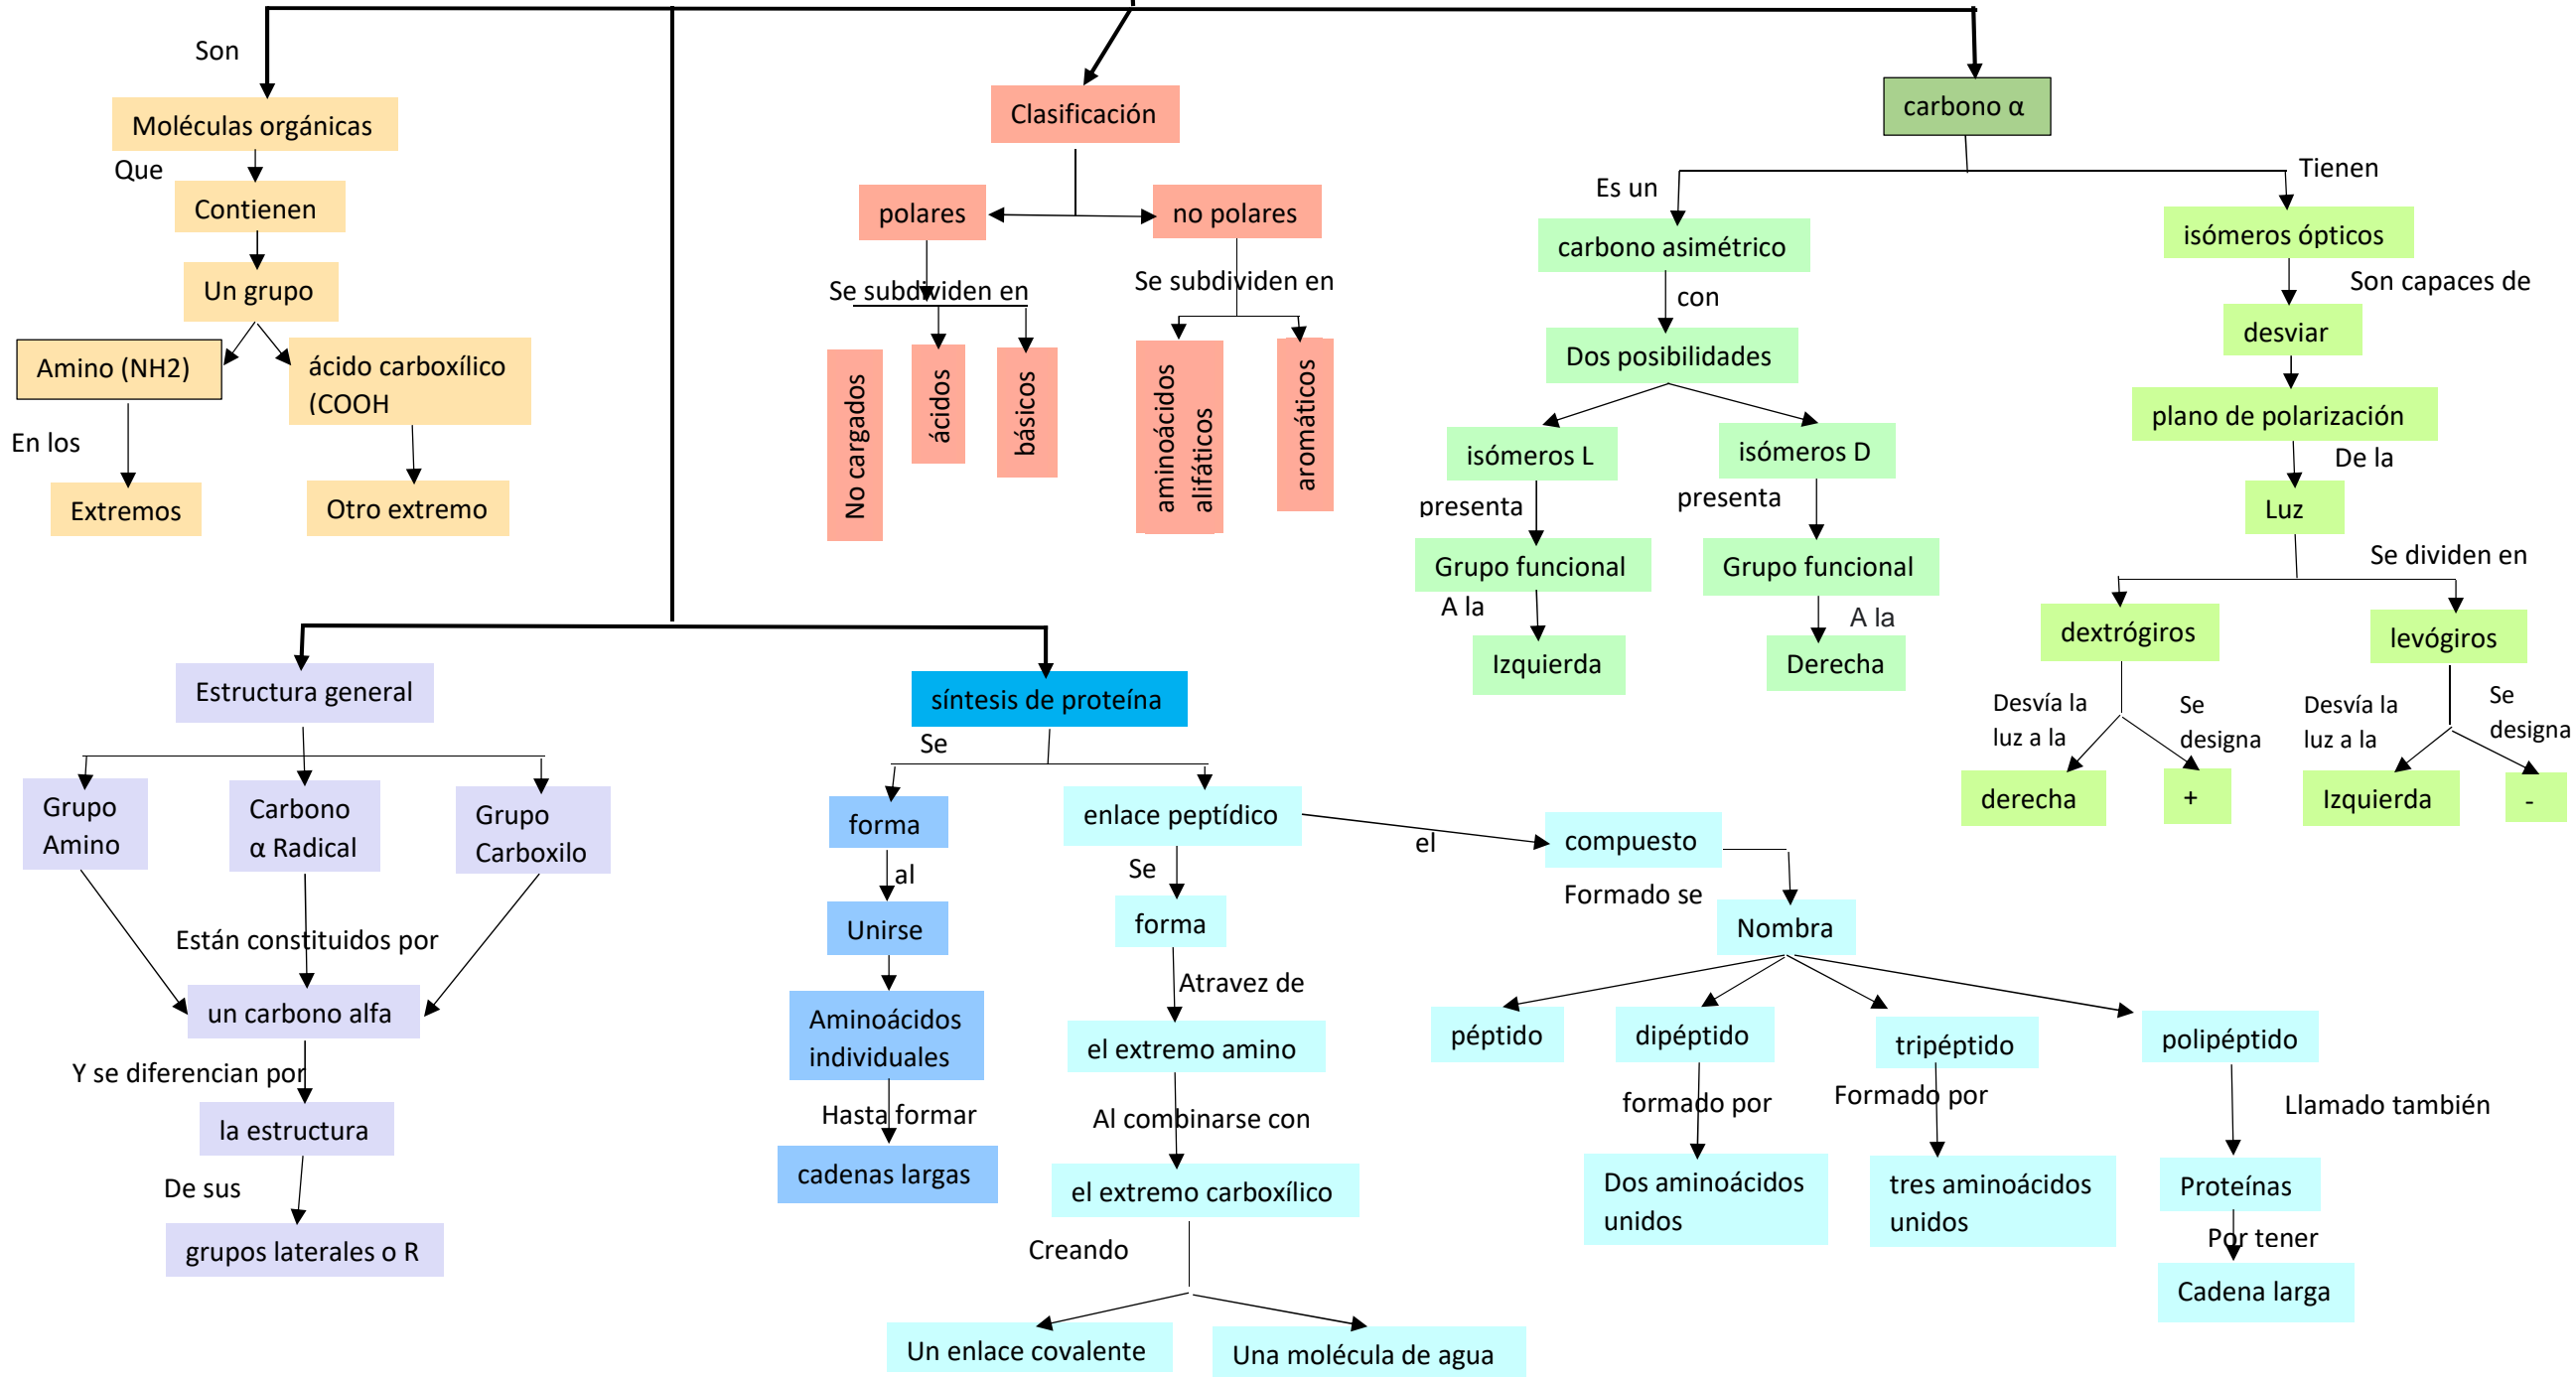 Son
Moléculas orgánicas
Que
Contienen
Un grupo
Amino (NH2)
ácido carboxílico
(COOH
En los
Extremos
Otro extremo
Clasificación
polares
no polares
Se subdividen en
Se subdividen en
No cargados
ácidos
básicos
aminoácidos
alifáticos
aromáticos
carbono α
Es un
Tienen
carbono asimétrico
con
Dos posibilidades
isómeros L
isómeros D
presenta
presenta
Grupo funcional
Grupo funcional
A la
A la
Izquierda
Derecha
isómeros ópticos
Son capaces de
desviar
plano de polarización
De la
Luz
Se dividen en
dextrógiros
levógiros
Desvía la
luz a la
Se
designa
Desvía la
luz a la
Se
designa
derecha
+
Izquierda
-
Estructura general
Grupo
Amino
Carbono
α Radical
Grupo
Carboxilo
Están constituidos por
un carbono alfa
Y se diferencian por
la estructura
De sus
grupos laterales o R
síntesis de proteína
Se
forma
al
Unirse
Aminoácidos
individuales
Hasta formar
cadenas largas
enlace peptídico
Se
forma
Atravez de
el extremo amino
Al combinarse con
el extremo carboxílico
Creando
Un enlace covalente
Una molécula de agua
el
compuesto
Formado se
Nombra
péptido
dipéptido
tripéptido
polipéptido
formado por
Formado por
Llamado también
Dos aminoácidos
unidos
tres aminoácidos
unidos
Proteínas
Por tener
Cadena larga